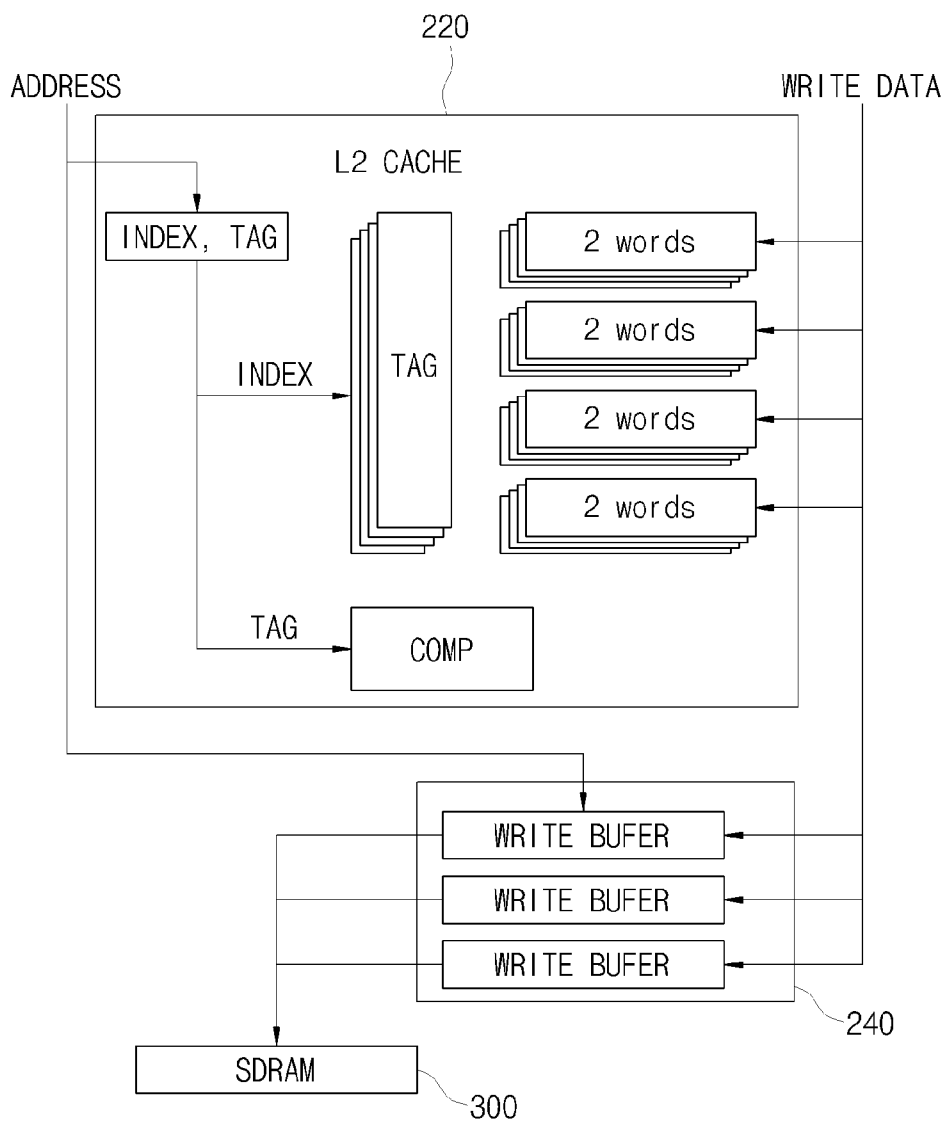 220
ADDRESS
WRITE DATA
L2 CACHE
INDEX, TAG
2 words
2 words
TAG
INDEX
2 words
2 words
TAG
COMP
WRITE BUFER
WRITE BUFER
WRITE BUFER
240
SDRAM
300